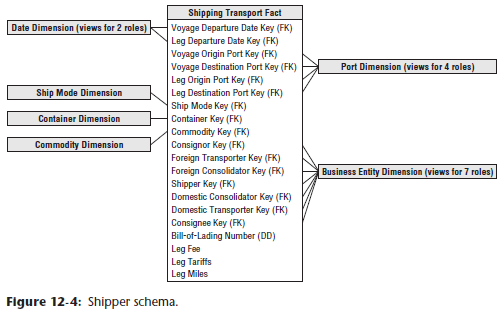 Shipping Transport Fact
Date Dimension (views for 2 roles)
Voyage Departure Date Key (FK)
Leg Departure Date Key (FK)
Voyage Origin Port Key (FK)
Voyage Destination Port Key (FK)
Port Dimension (views for 4 roles)
Leg Origin Port Key (FK)
Ship Mode Dimension
Leg Destination Port Key (FK)
Ship Mode Key (FK)
Container Dimension
Container Key (FK)
Commodity Key (FK)
Commodity Dimension
Consignor Key (FK)
Foreign Transporter Key (FK)
Foreign Consolidator Key (FK)
Business Entity Dimension (views for 7 roles)
Shipper Key (FK)
Domestic Consolidator Key (FK)
Domestic Transporter Key (FK)
Consignee Key (FK)
Bill-of-Lading Number (DD)
Leg Fee
Leg Tariffs
Leg Miles
Figure 12-4: Shipper schema.